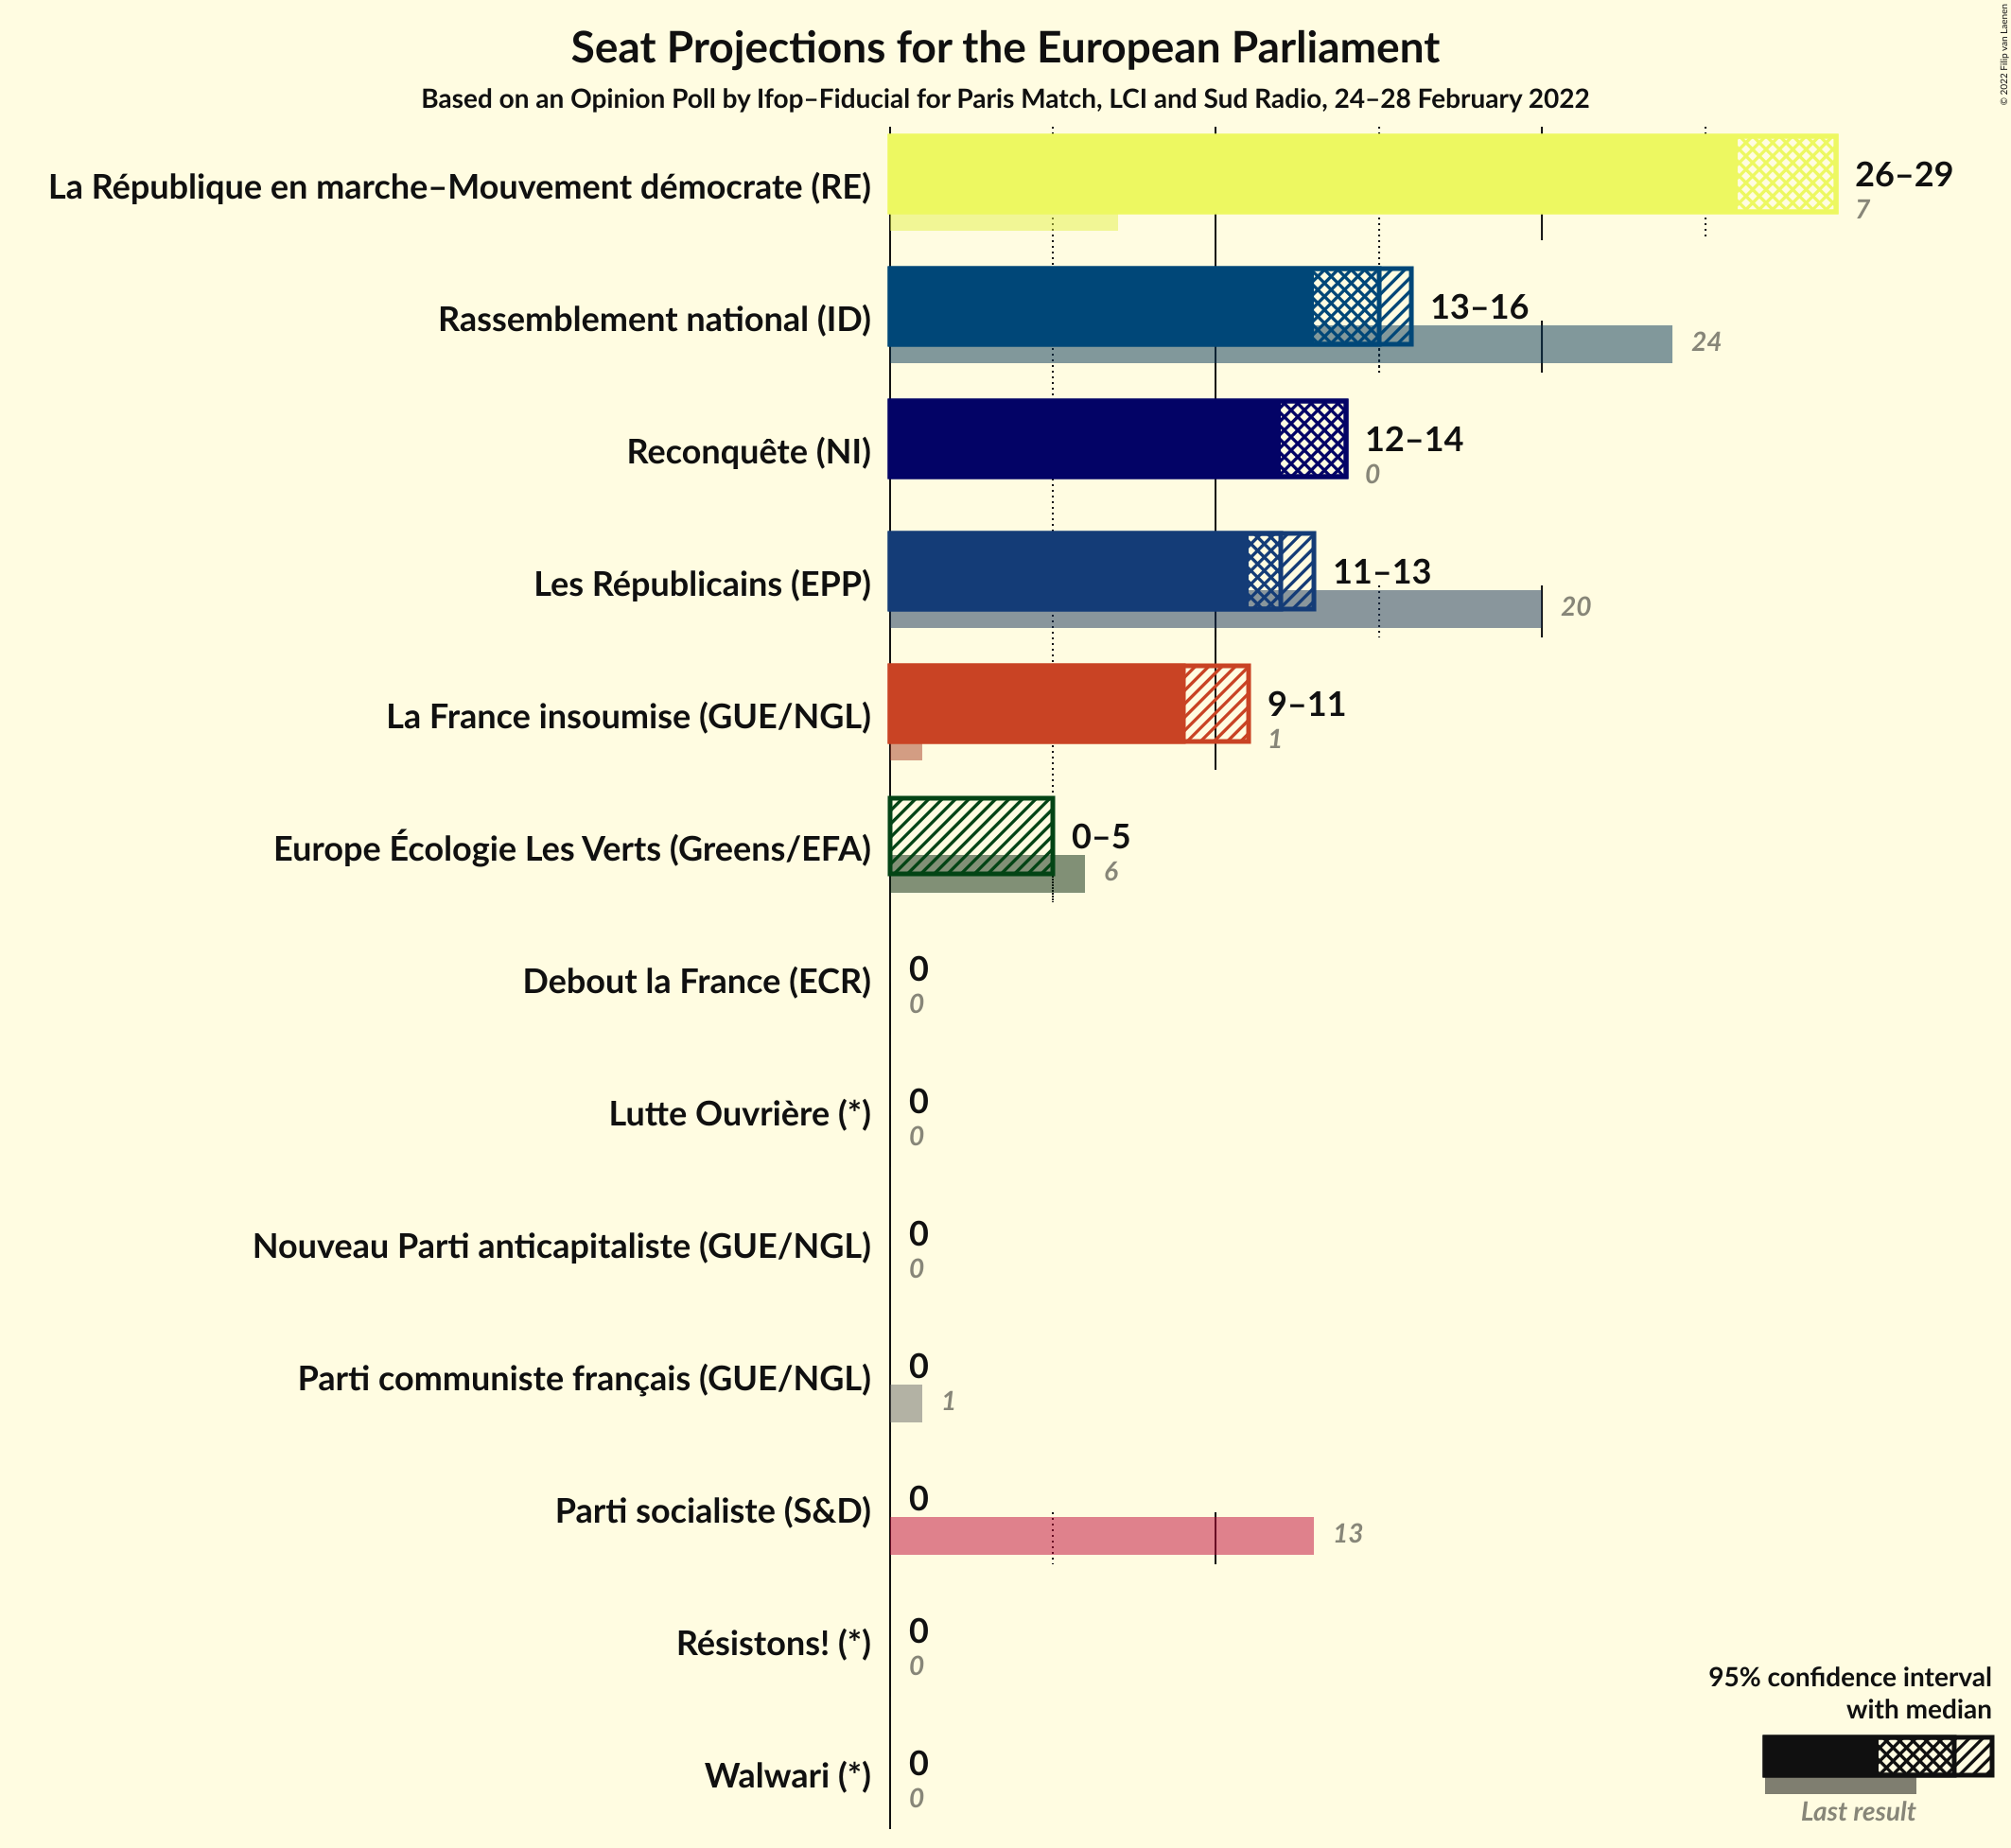 Seat Projections for the European Parliament
Based on an Opinion Poll by Ifop–Fiducial for Paris Match, LCI and Sud Radio, 24–28 February 2022
© 2022 Filip van Laenen
La République en marche–Mouvement démocrate (RE)
26–29
7
Rassemblement national (ID)
13–16
24
Reconquête (NI)
12–14
0
Les Républicains (EPP)
11–13
20
La France insoumise (GUE/NGL)
9–11
1
Europe Écologie Les Verts (Greens/EFA)
0–5
6
Debout la France (ECR)
0
0
Lutte Ouvrière (*)
0
0
Nouveau Parti anticapitaliste (GUE/NGL)
0
0
Parti communiste français (GUE/NGL)
0
1
Parti socialiste (S&D)
0
13
Résistons! (*)
0
0
Walwari (*)
0
0
95% confidence interval
with median
Last result